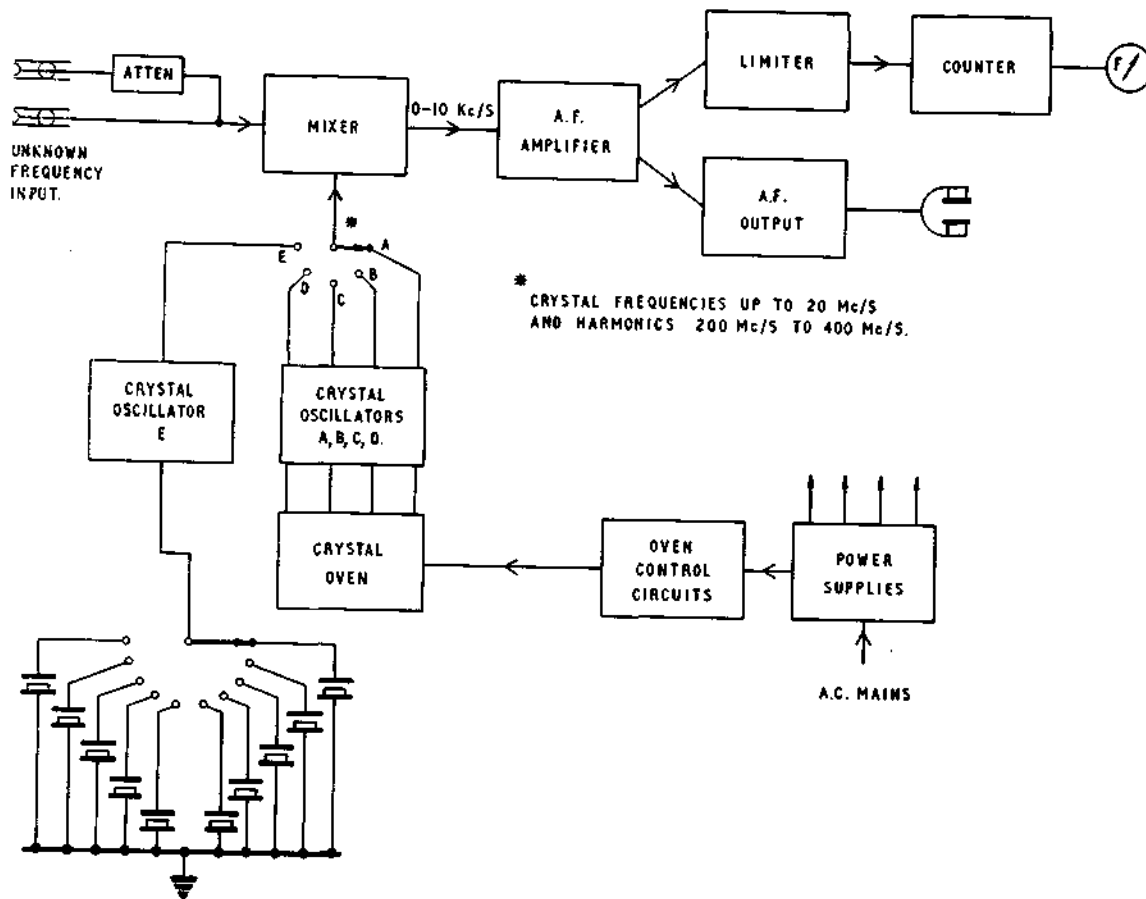 ATTEN
UNKNOWN
FREQUENCY
INPUT.
MIXER
0-10 Kc/S
A.F.
AMPLIFIER
LIMITER
COUNTER
F
A.F.
OUTPUT
*
E
A
D
B
C
*
CRYSTAL FREQUENCIES UP TO 20 Mc/S
AND HARMONICS 200 Mc/S TO 400 Mc/S.
CRYSTAL
OSCILLATOR
E
CRYSTAL
OSCILLATORS
A, B, C, D.
CRYSTAL
OVEN
OVEN
CONTROL
CIRCUITS
POWER
SUPPLIES
A.C. MAINS